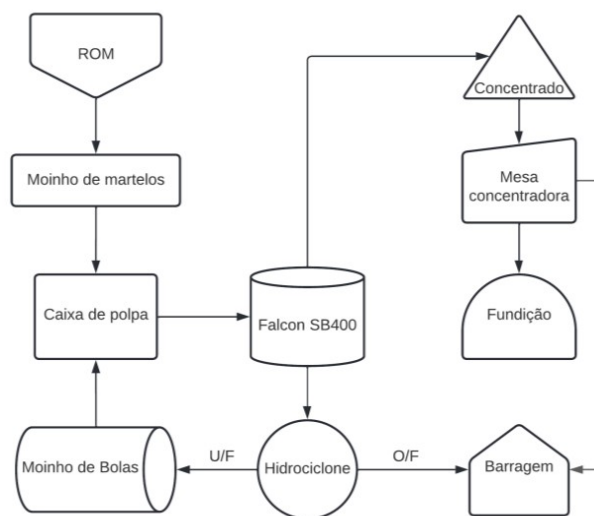 ROM
Concentrado
Moinho de martelos
Mesa
concentradora
Caixa de polpa
Falcon SB400
Fundição
Moinho de Bolas
U/F
Hidrociclone
O/F
Barragem